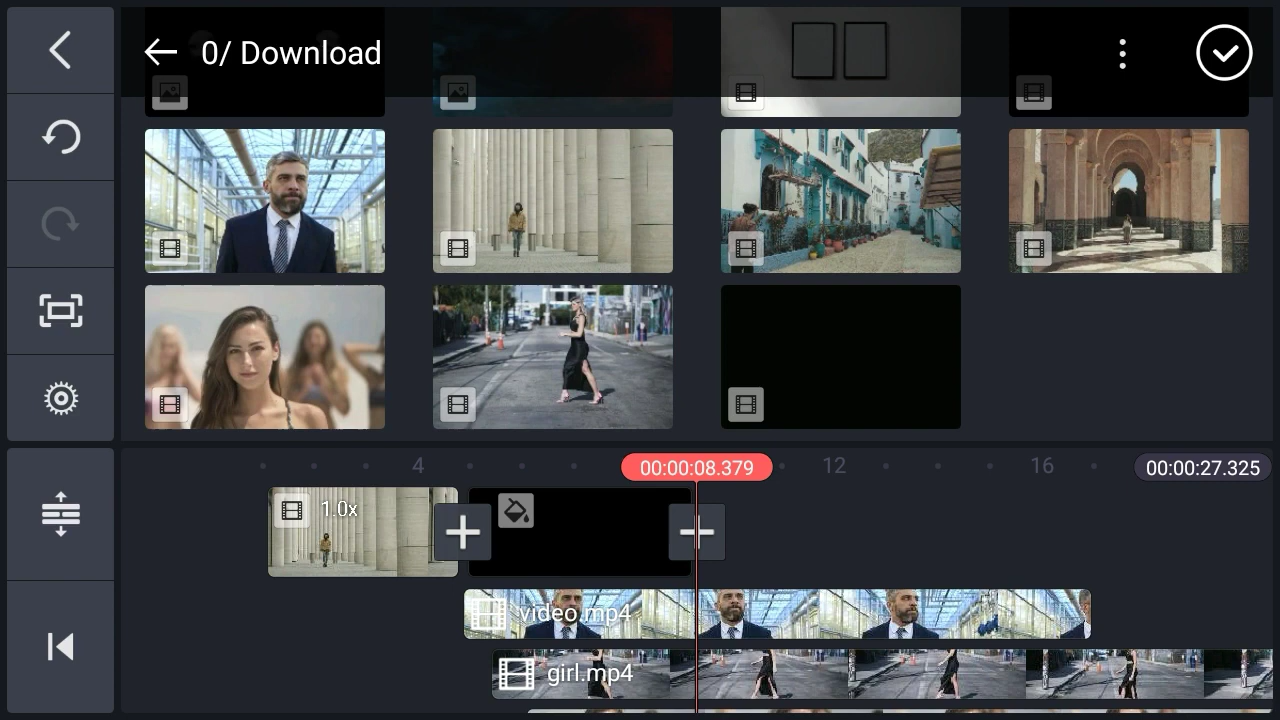 0/ Download
4
00:00:08.379
12
16
00:00:27.325
1.0x
video.mp4
girl.mp4